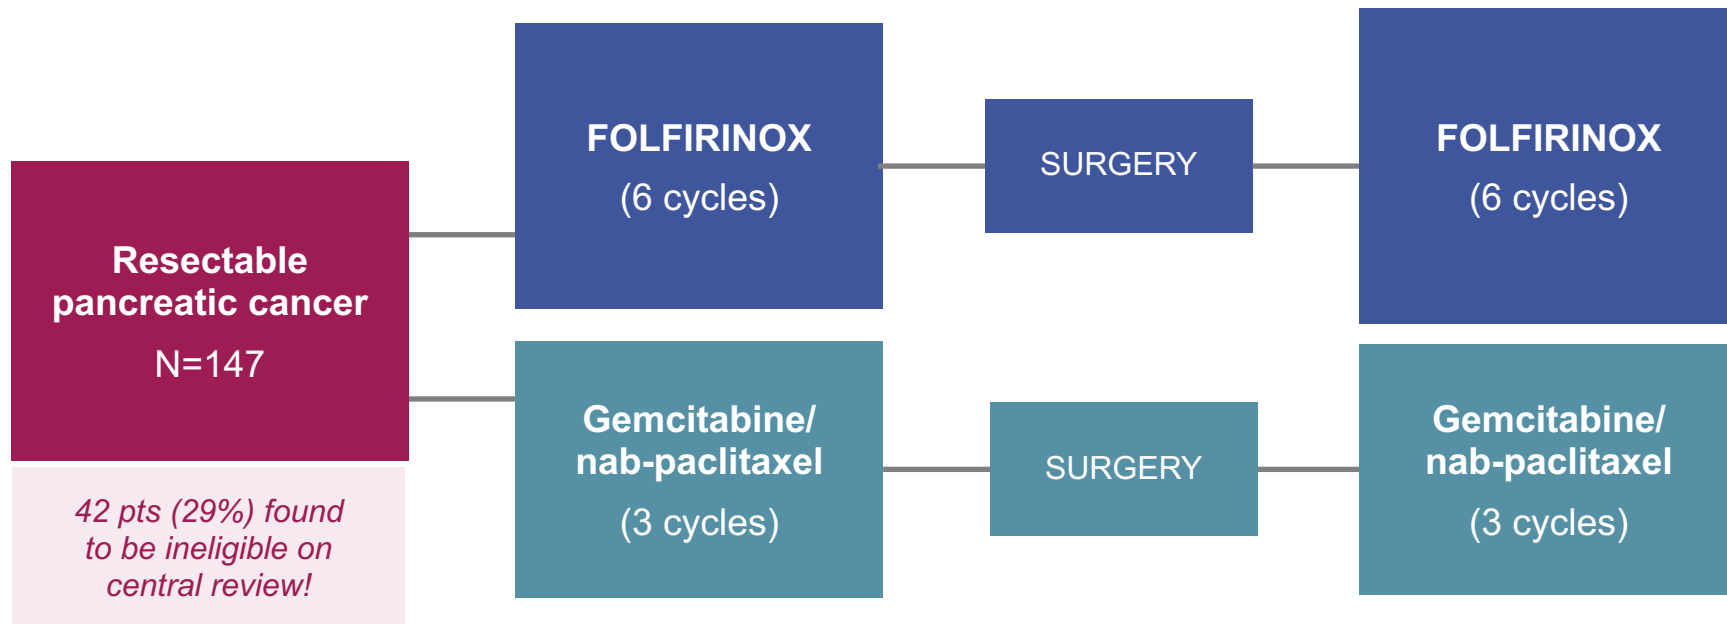 Resectable
pancreatic cancer
N=147
42 pts (29%) found
to be ineligible on
central review!
FOLFIRINOX
(6 cycles)
SURGERY
FOLFIRINOX
(6 cycles)
Gemcitabine/
nab-paclitaxel
(3 cycles)
SURGERY
Gemcitabine/
nab-paclitaxel
(3 cycles)